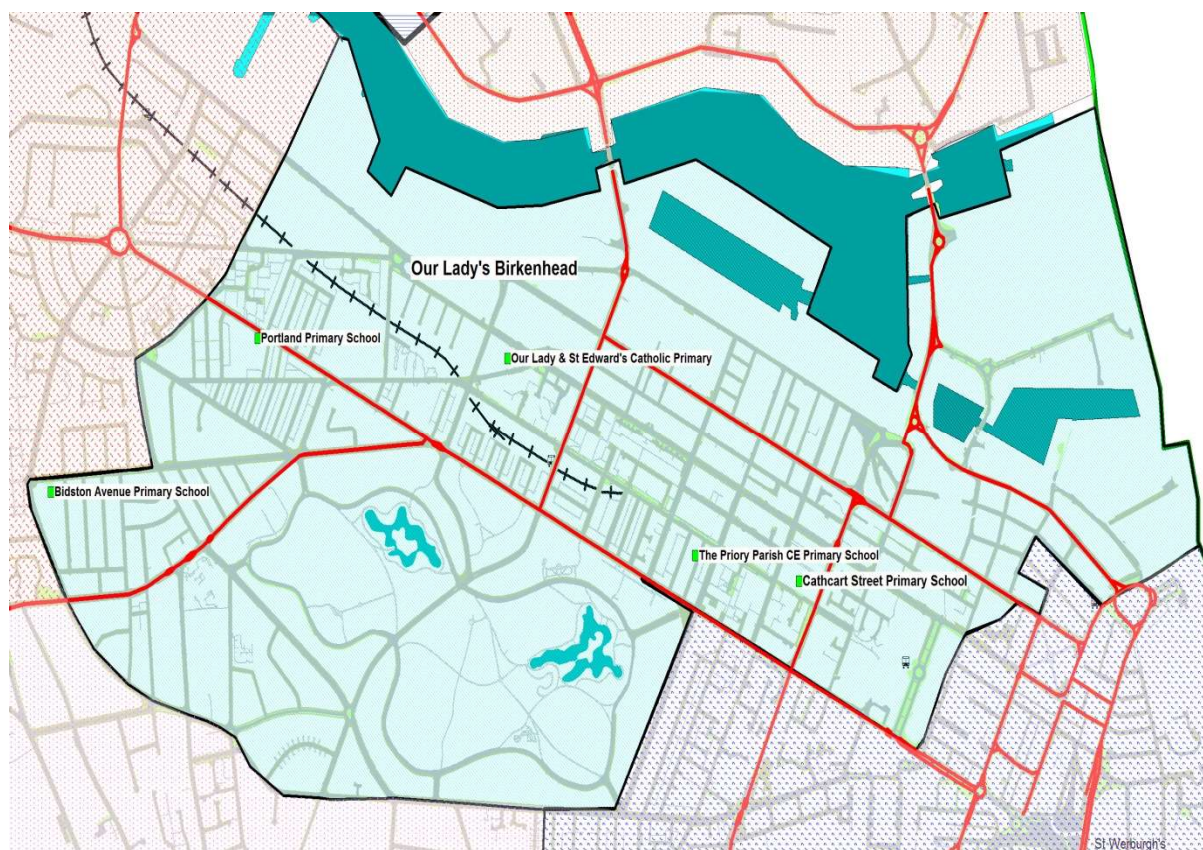 Our Lady's Birkenhead
Portland Primary School
Our Lady & St Edward's Catholic Primary
Bidston Avenue Primary School
The Priory Parish CE Primary School
Cathcart Street Primary School
St Werburgh's